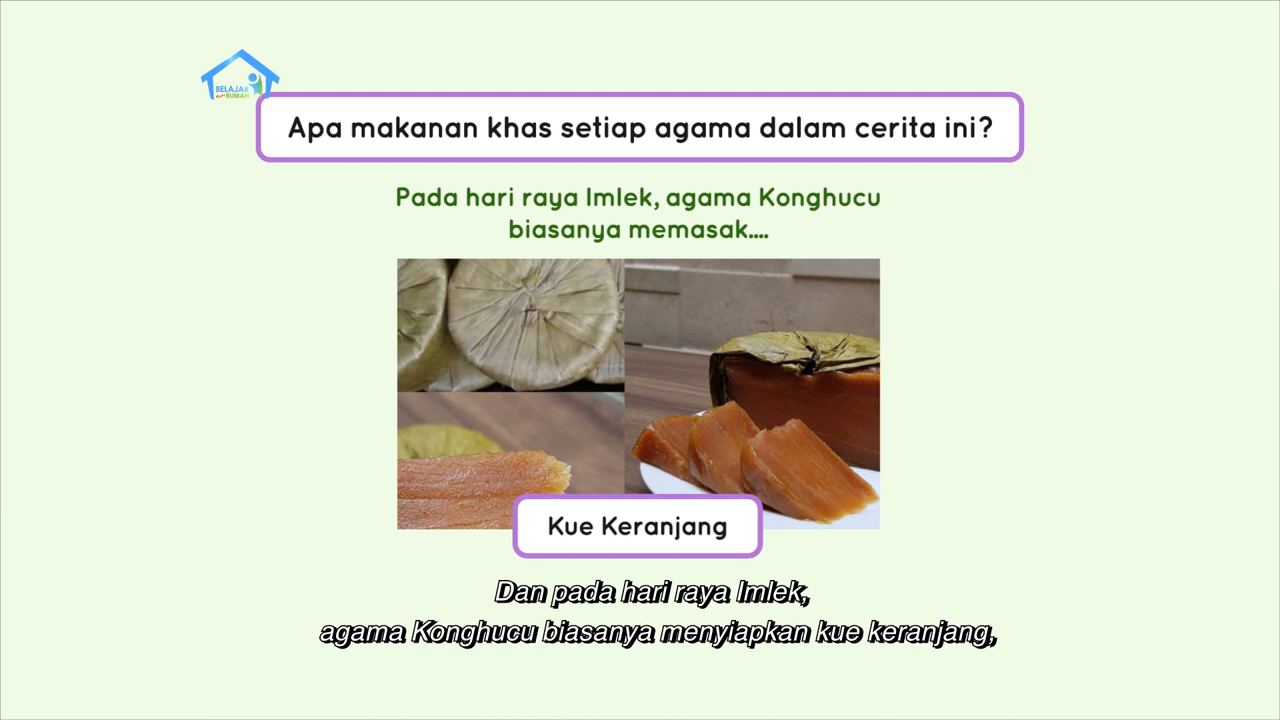 BELAJAR
dari RUMAH
Apa makanan khas setiap agama dalam cerita ini?
Pada hari raya Imlek, agama Konghucu
biasanya memasak....
Kue Keranjang
Dan pada hari raya Imlek,
agama Konghucu biasanya menyiapkan kue keranjang,